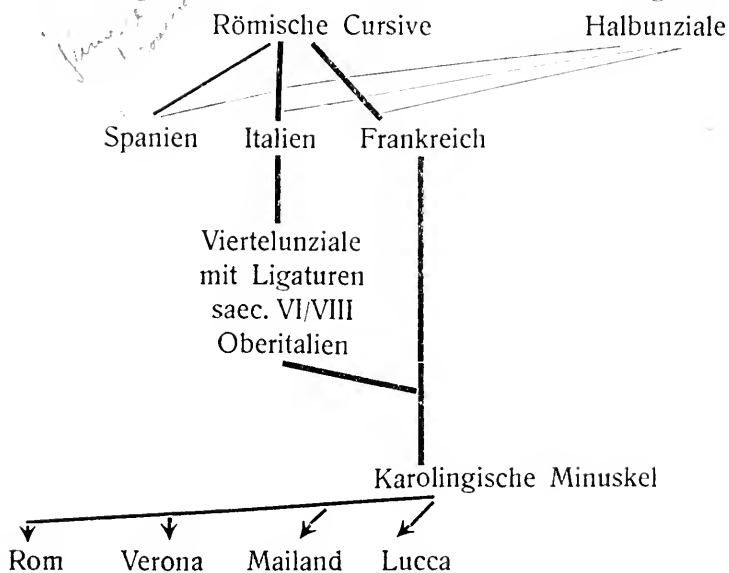 Römische Cursive Halbunziale
Spanien Italien Frankreich
Viertelunziale
mit Ligaturen
saec. VI/VIII
Oberitalien
Karolingische Minuskel
Rom Verona Mailand Lucca